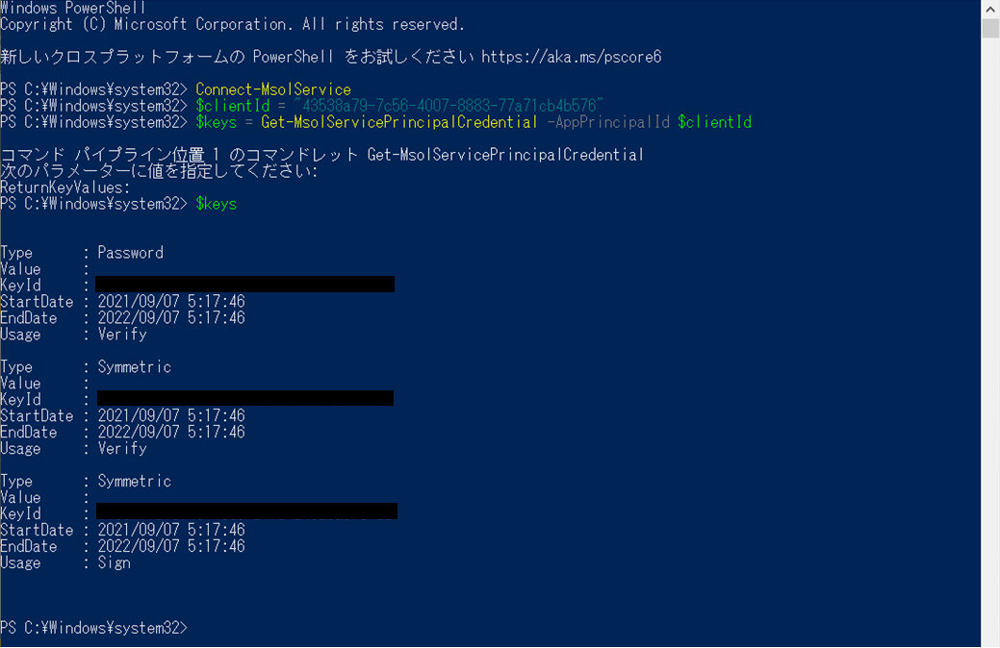 Windows PowerShell
Copyright (C) Microsoft Corporation. All rights reserved.
新しいクロスプラットフォームの PowerShell をお試しください https://aka.ms/pscore6
PS C:¥Windows¥system32> Connect-MsolService
PS C:¥Windows¥system32> $clientId = "43538a79-7c56-4007-8883-77a71cb4b576"
PS C:¥Windows¥system32> $keys = Get-MsolServicePrincipalCredential -AppPrincipalId $clientId
コマンド パイプライン位置 1 のコマンドレット Get-MsolServicePrincipalCredential
次のパラメーターに値を指定してください:
ReturnKeyValues:
PS C:¥Windows¥system32> $keys
Type : Password
Value :
KeyId :
StartDate : 2021/09/07 5:17:46
EndDate : 2022/09/07 5:17:46
Usage : Verify
Type : Symmetric
Value :
KeyId :
StartDate : 2021/09/07 5:17:46
EndDate : 2022/09/07 5:17:46
Usage : Verify
Type : Symmetric
Value :
KeyId :
StartDate : 2021/09/07 5:17:46
EndDate : 2022/09/07 5:17:46
Usage : Sign
PS C:¥Windows¥system32>